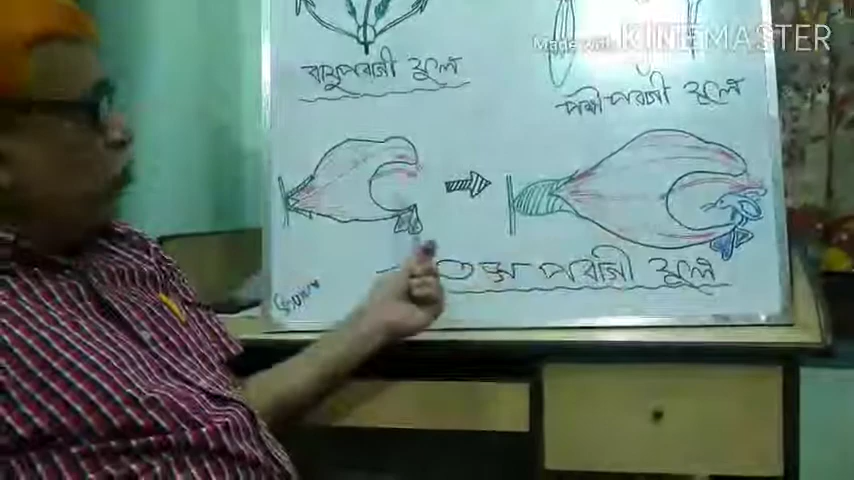 Made with KINEMASTER
বায়ুপরাগী ফুল
পক্ষীপরাগী ফুল
পতঙ্গ পরাগী ফুল